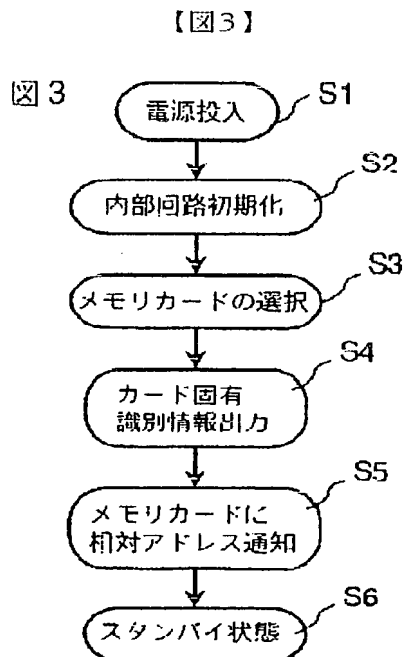 【図3】
図3
電源投入 S1
内部回路初期化 S2
メモリカードの選択 S3
カード固有 S4
識別情報出力
メモリカードに S5
相対アドレス通知
スタンバイ状態 S6